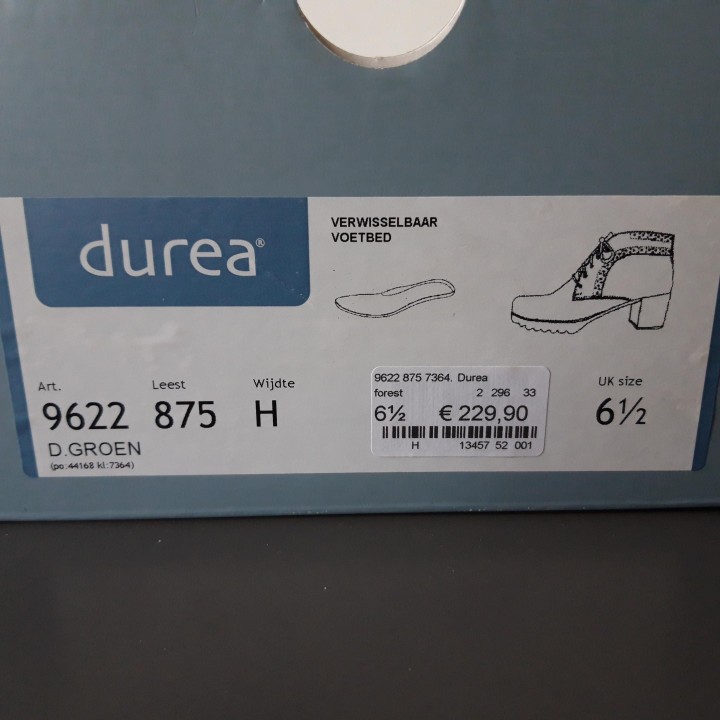 durea®
VERWISSELBAAR
VOETBED
Art. Leest Wijdte
9622 875 H
D.GROEN
(po:44168 kl:7364)
9622 875 7364. Durea
forest 2 296 33
6½ € 229,90
H 13457 52 001
UK size
6½